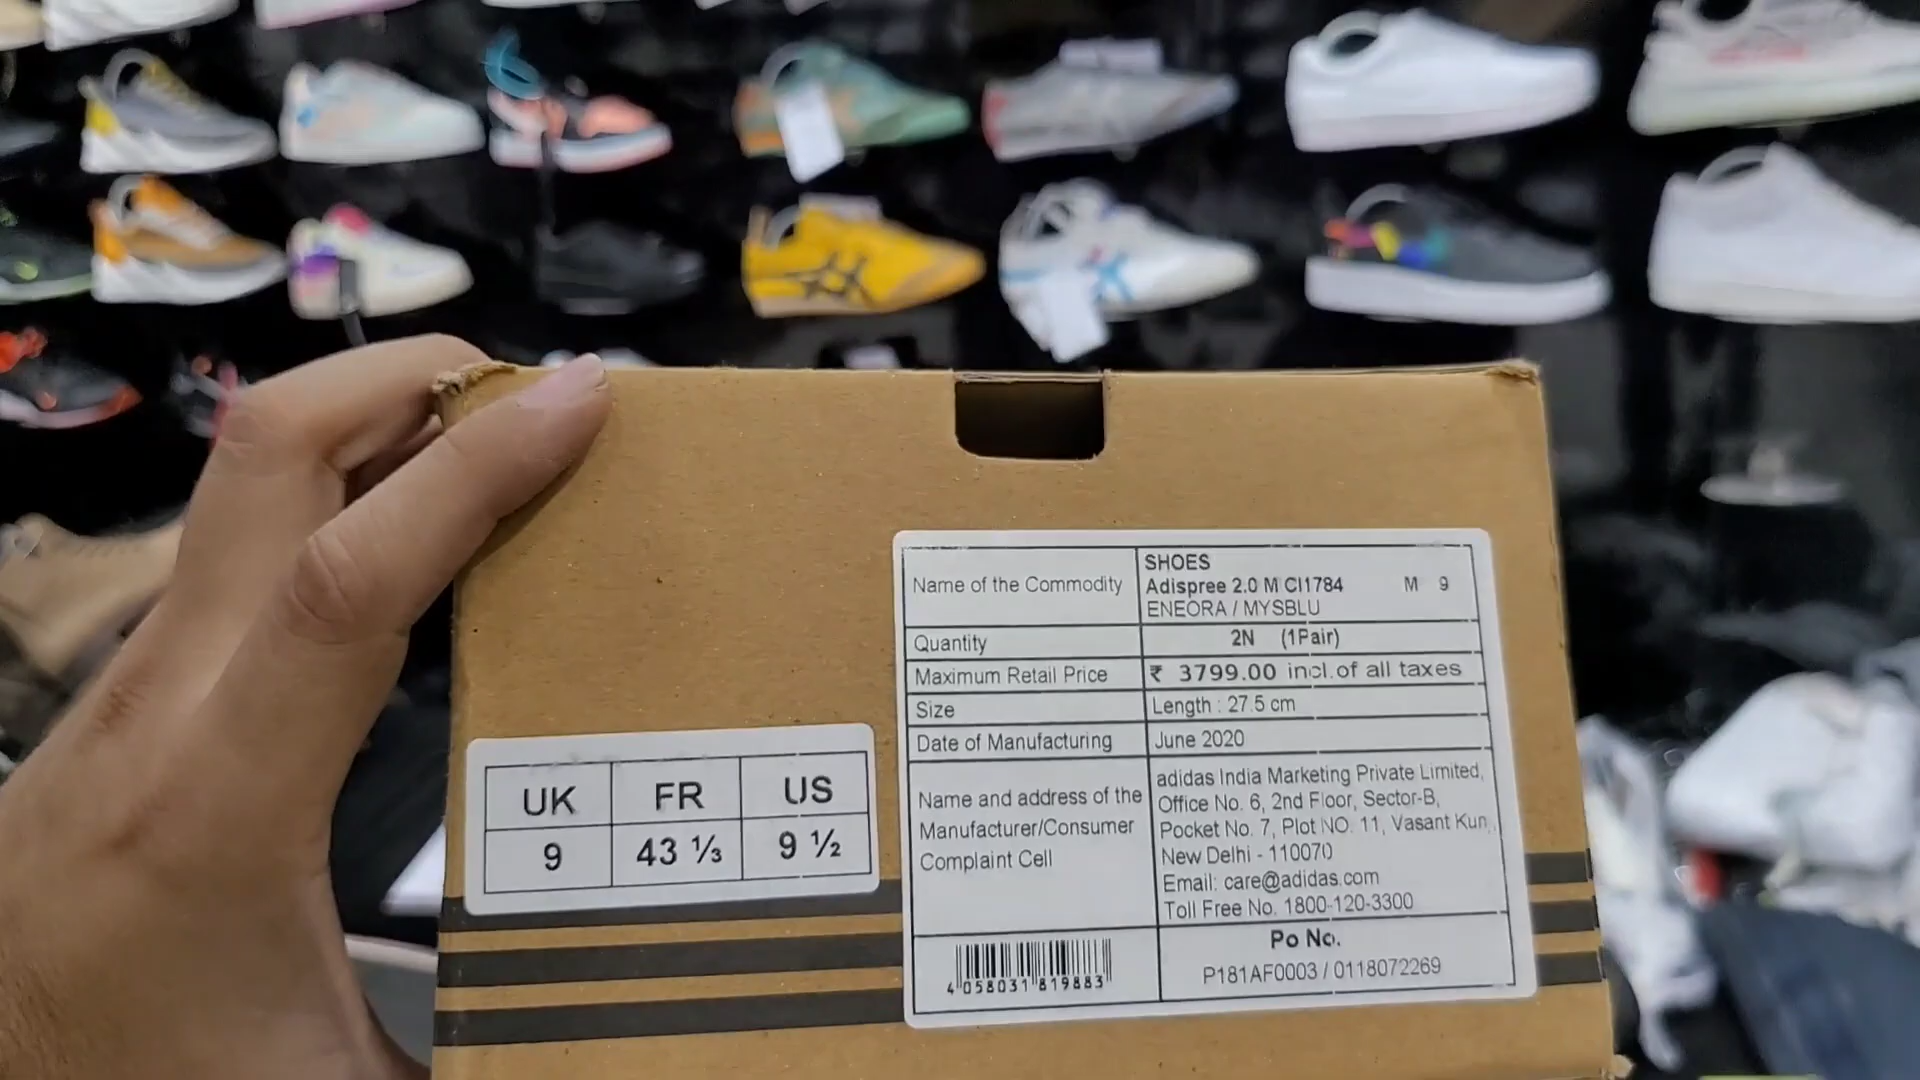 Name of the Commodity
SHOES
Adispree 2.0 M CI1784 M 9
ENEORA / MYSBLU
Quantity
2N (1Pair)
Maximum Retail Price
₹ 3799.00 incl.of all taxes
Size
Length : 27.5 cm
Date of Manufacturing
June 2020
Name and address of the
Manufacturer/Consumer
Complaint Cell
adidas India Marketing Private Limited,
Office No. 6, 2nd Floor, Sector-B,
Pocket No. 7, Plot NO. 11, Vasant Kun,
New Delhi - 110070
Email: care@adidas.com
Toll Free No. 1800-120-3300
4058031819883
Po No.
P181AF0003 / 0118072269
UK FR US
9 43 ⅓ 9 ½